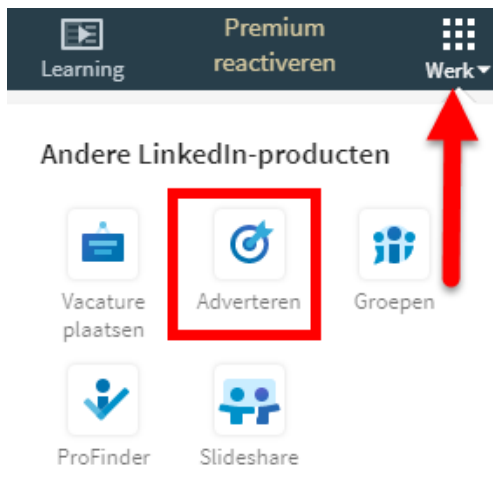 Learning
Premium
reactiveren
Werk
Andere LinkedIn-producten
Vacature
plaatsen
Adverteren
Groepen
ProFinder
Slideshare